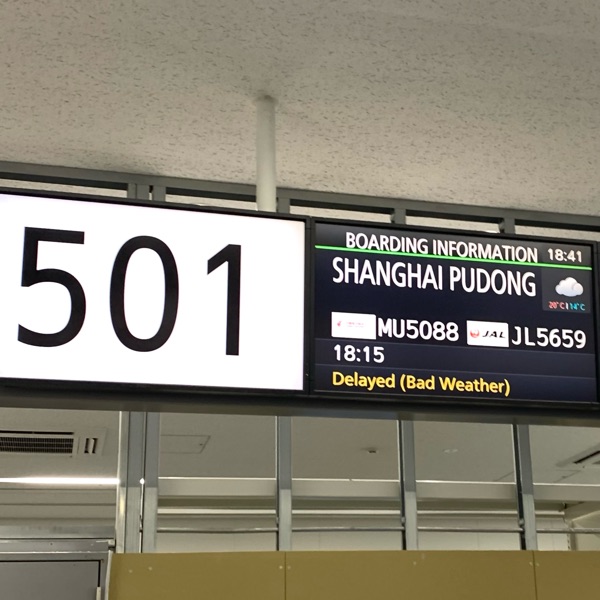 501
BOARDING INFORMATION 18:41
SHANGHAI PUDONG
20°C | 14°C
MU5088 JAL JL5659
18:15
Delayed (Bad Weather)